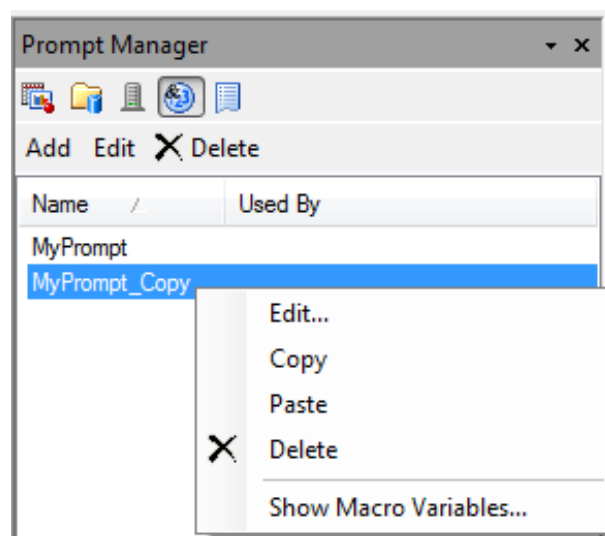 Prompt Manager
Add Edit Delete
Name Used By
MyPrompt
MyPrompt_Copy
Edit...
Copy
Paste
Delete
Show Macro Variables...